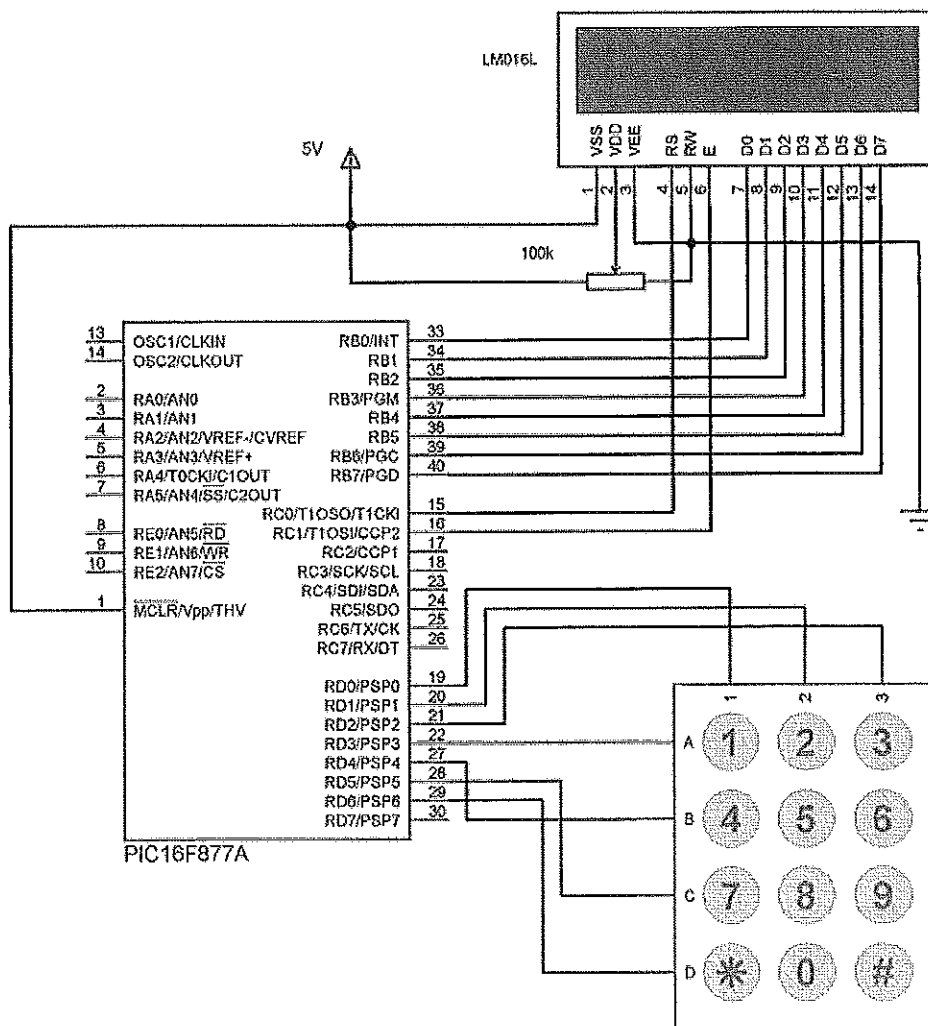 LM016L
VSS VDD VEE RS RW E D0 D1 D2 D3 D4 D5 D6 D7
1 2 3 4 5 6 7 8 9 10 11 12 13 14
5V
100k
13 OSC1/CLKIN RB0/INT 33
14 OSC2/CLKOUT RB1 34
RB2 35
2 RA0/AN0 RB3/PGM 36
3 RA1/AN1 RB4 37
4 RA2/AN2/VREF-/CVREF RB5 38
5 RA3/AN3/VREF+ RB6/PGC 39
6 RA4/T0CKI/C1OUT RB7/PGD 40
7 RA5/AN4/SS/C2OUT
RC0/T1OSO/T1CKI 15
8 RE0/AN5/RD RC1/T1OSI/CCP2 16
9 RE1/AN6/WR RC2/CCP1 17
10 RE2/AN7/CS RC3/SCK/SCL 18
RC4/SDI/SDA 23
1 MCLR/Vpp/THV RC5/SDO 24
RC6/TX/CK 25
RC7/RX/DT 26
RD0/PSP0 19
RD1/PSP1 20
RD2/PSP2 21
RD3/PSP3 22
RD4/PSP4 27
RD5/PSP5 28
RD6/PSP6 29
RD7/PSP7 30
PIC16F877A
1 2 3
A 1 2 3
B 4 5 6
C 7 8 9
D * 0 #